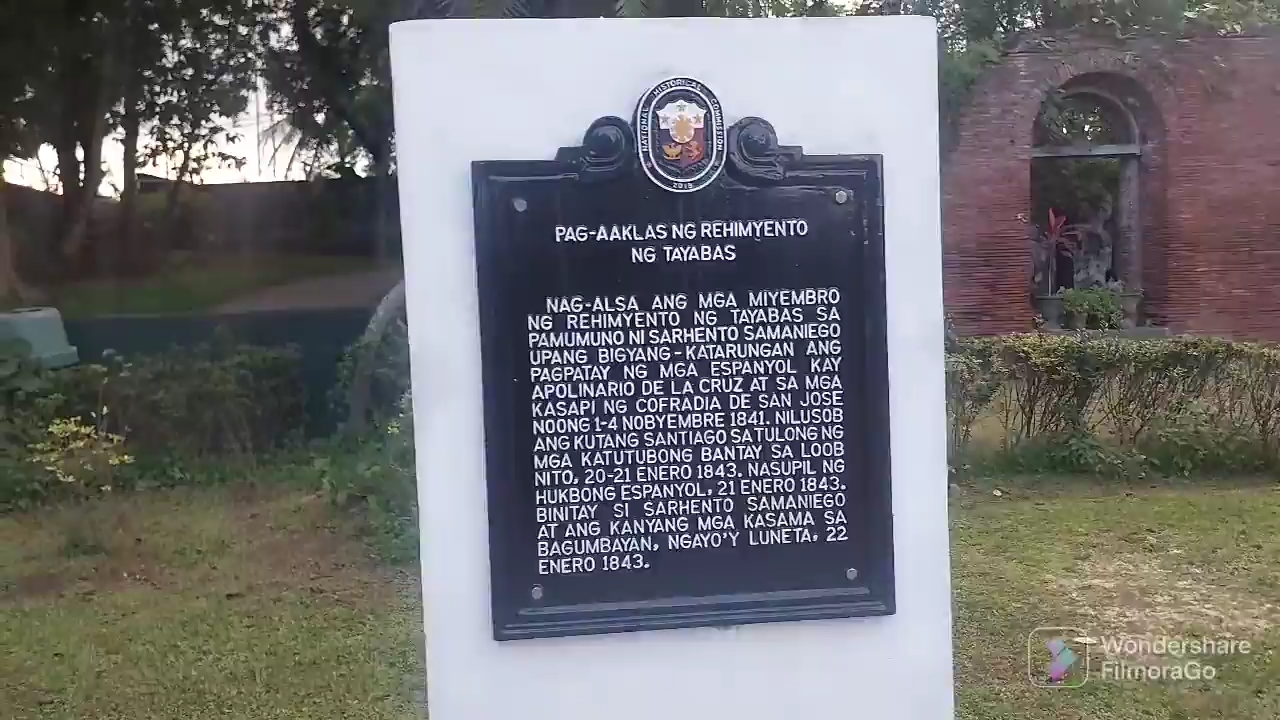 NATIONAL HISTORICAL COMMISSION
2019
PAG-AAKLAS NG REHIMYENTO
NG TAYABAS
NAG-ALSA ANG MGA MIYEMBRO
NG REHIMYENTO NG TAYABAS SA
PAMUMUNO NI SARHENTO SAMANIEGO
UPANG BIGYANG-KATARUNGAN ANG
PAGPATAY NG MGA ESPANYOL KAY
APOLINARIO DE LA CRUZ AT SA MGA
KASAPI NG COFRADIA DE SAN JOSE
NOONG 1-4 NOBYEMBRE 1841. NILUSOB
ANG KUTANG SANTIAGO SA TULONG NG
MGA KATUTUBONG BANTAY SA LOOB
NITO, 20-21 ENERO 1843. NASUPIL NG
HUKBONG ESPANYOL, 21 ENERO 1843.
BINITAY SI SARHENTO SAMANIEGO
AT ANG KANYANG MGA KASAMA SA
BAGUMBAYAN, NGAYO'Y LUNETA, 22
ENERO 1843.
Wondershare
FilmoraGo